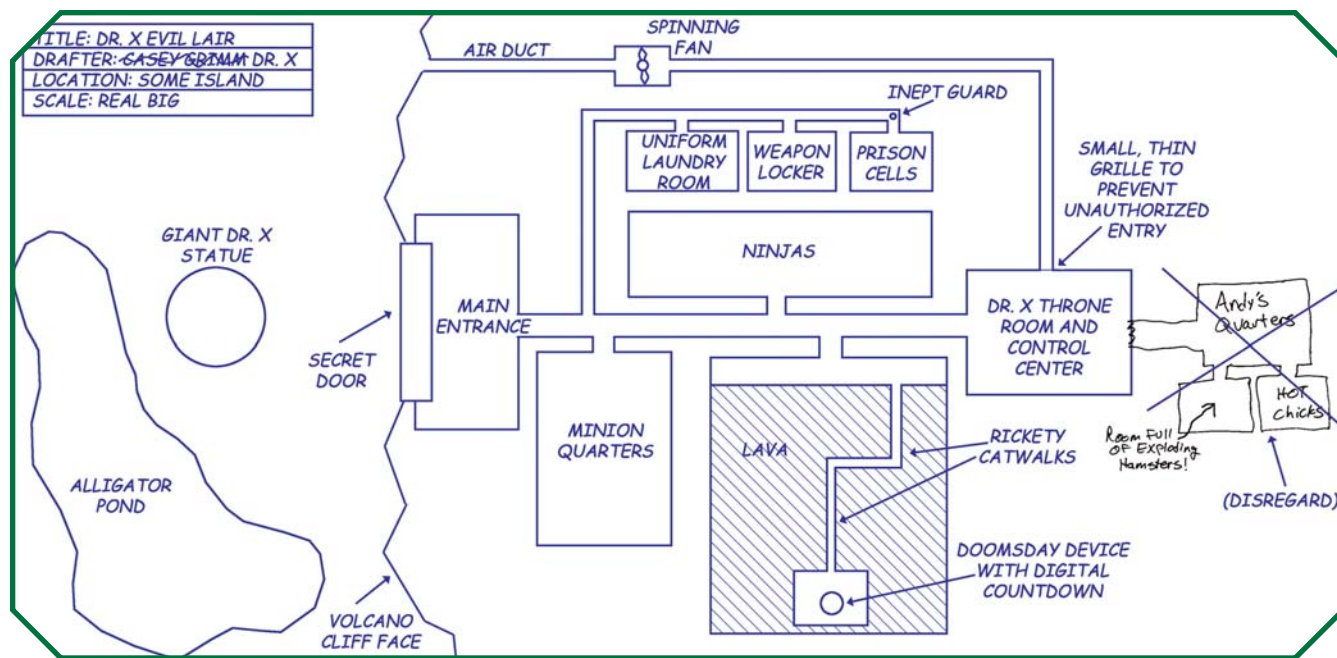 TITLE: DR. X EVIL LAIR
DRAFTER: CASEY GRIMM DR. X
LOCATION: SOME ISLAND
SCALE: REAL BIG
AIR DUCT
SPINNING
FAN
INEPT GUARD
UNIFORM
LAUNDRY
ROOM
WEAPON
LOCKER
PRISON
CELLS
SMALL, THIN
GRILLE TO
PREVENT
UNAUTHORIZED
ENTRY
GIANT DR. X
STATUE
NINJAS
MAIN
ENTRANCE
DR. X THRONE
ROOM AND
CONTROL
CENTER
Andy's
Quarters
SECRET
DOOR
HOT
Chicks
Room Full
OF Exploding
Hamsters!
MINION
QUARTERS
LAVA
RICKETY
CATWALKS
(DISREGARD)
ALLIGATOR
POND
DOOMSDAY DEVICE
WITH DIGITAL
COUNTDOWN
VOLCANO
CLIFF FACE